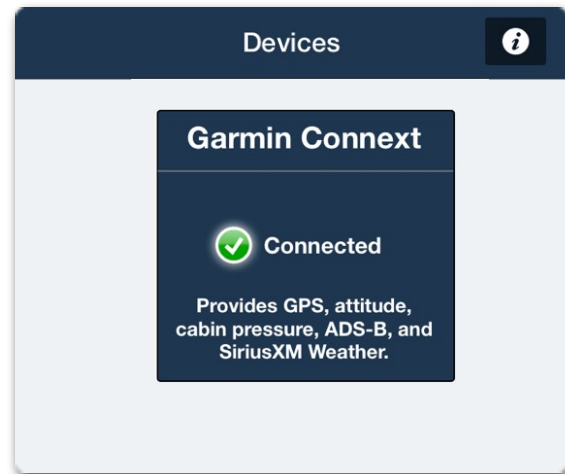 Devices
Garmin Connext
Connected
Provides GPS, attitude,
cabin pressure, ADS-B, and
SiriusXM Weather.